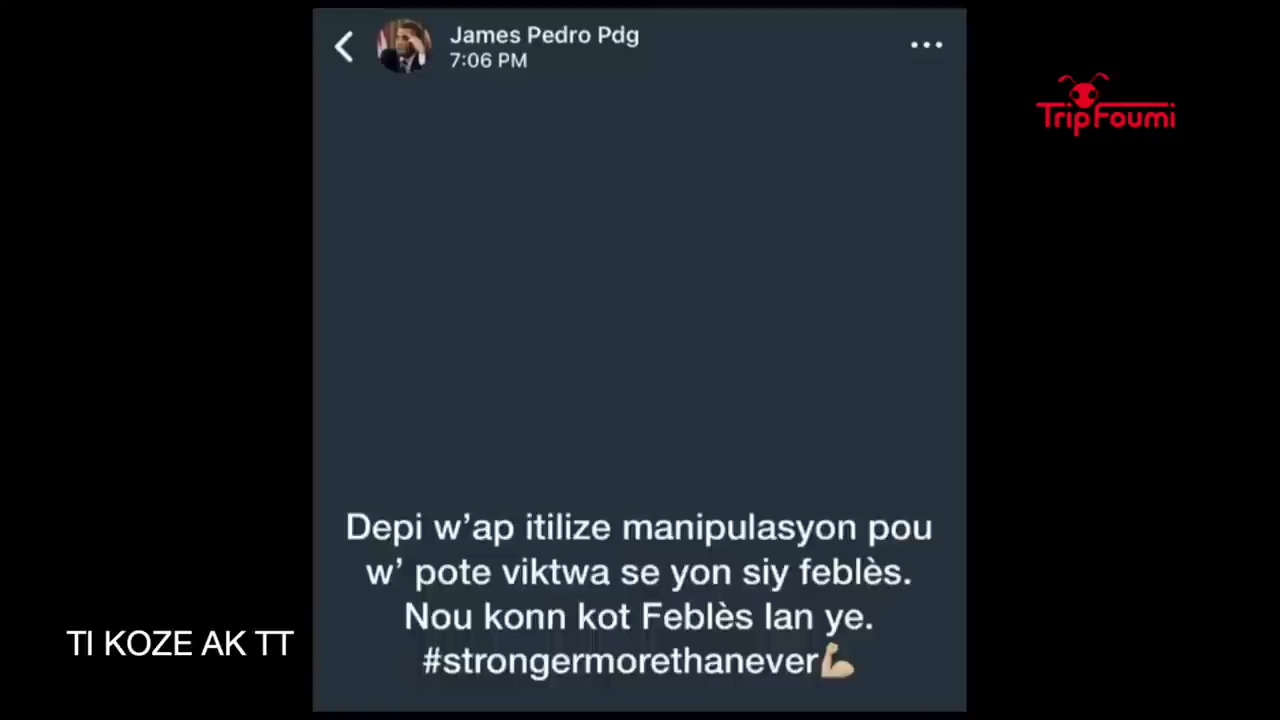 James Pedro Pdg
7:06 PM
TripFoumi
Depi w’ap itilize manipulasyon pou
w’ pote viktwa se yon siy feblès.
Nou konn kot Feblès lan ye.
#strongermorethanever💪🏼
TI KOZE AK TT